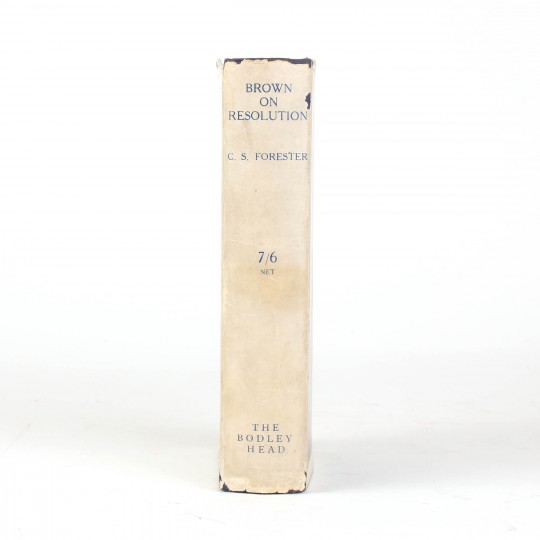 BROWN
ON
RESOLUTION
C. S. FORESTER
7/6
NET
THE
BODLEY
HEAD